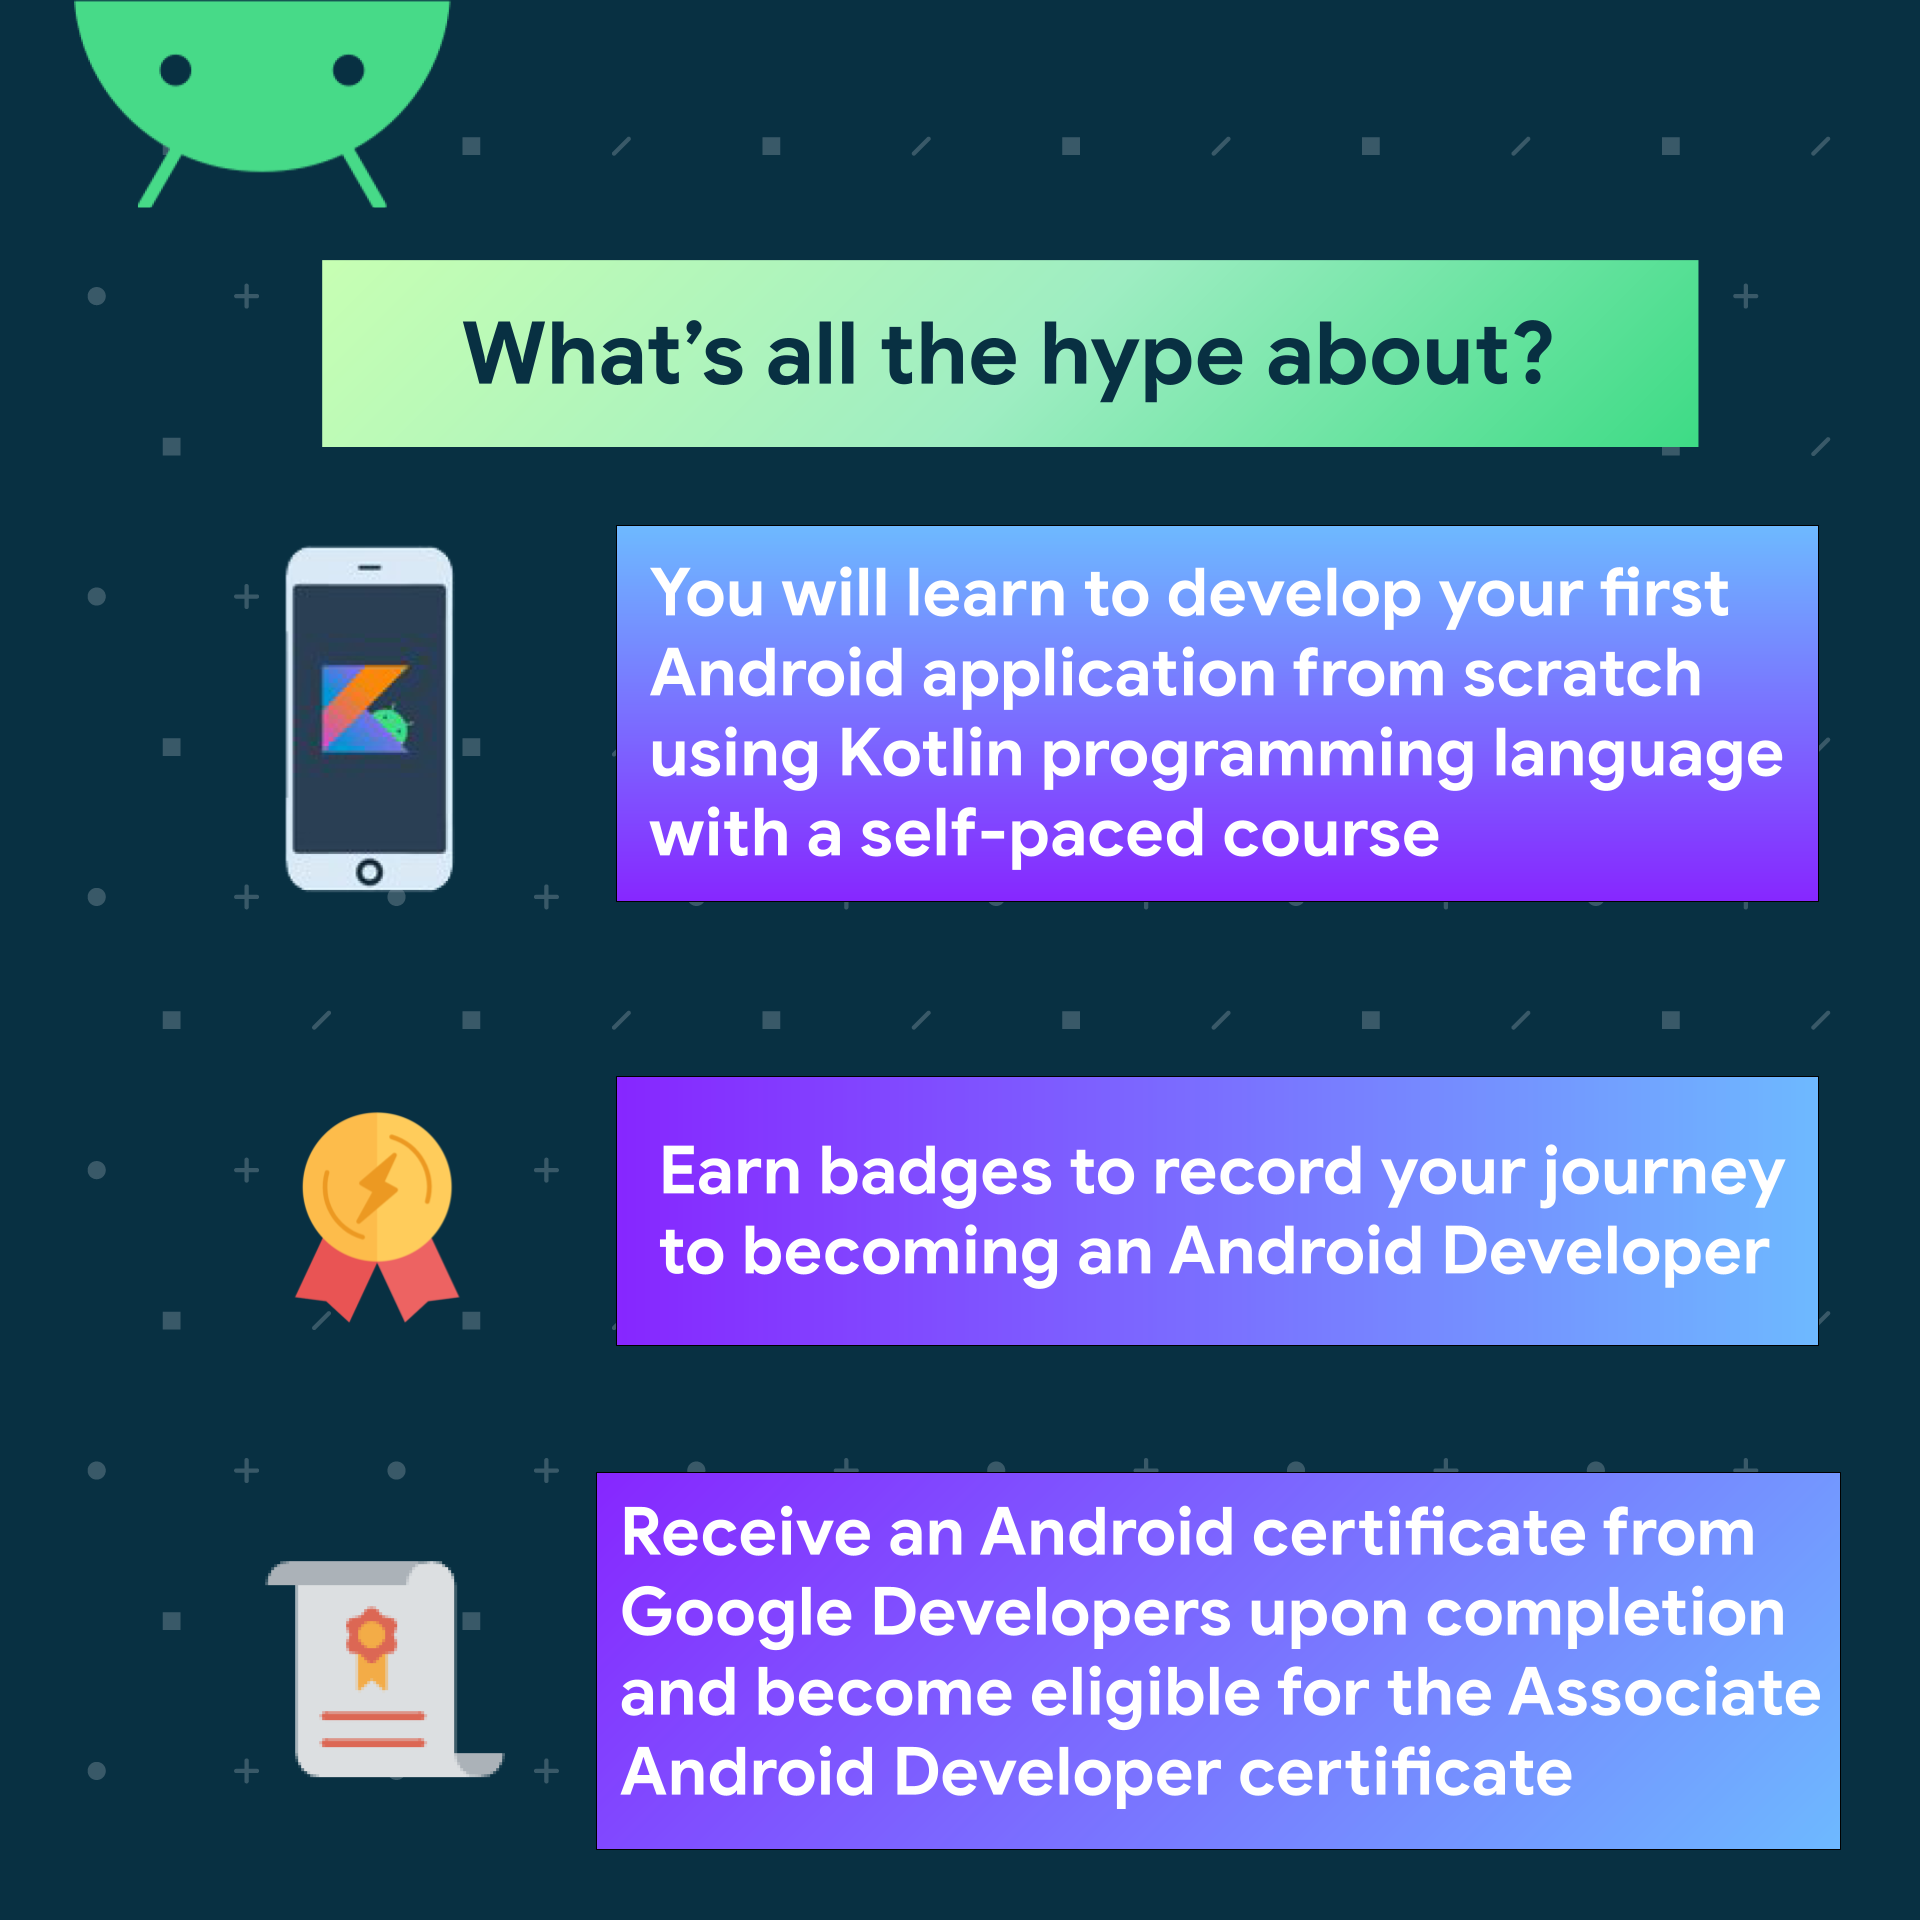 What’s all the hype about?
You will learn to develop your first
Android application from scratch
using Kotlin programming language
with a self-paced course
Earn badges to record your journey
to becoming an Android Developer
Receive an Android certificate from
Google Developers upon completion
and become eligible for the Associate
Android Developer certificate